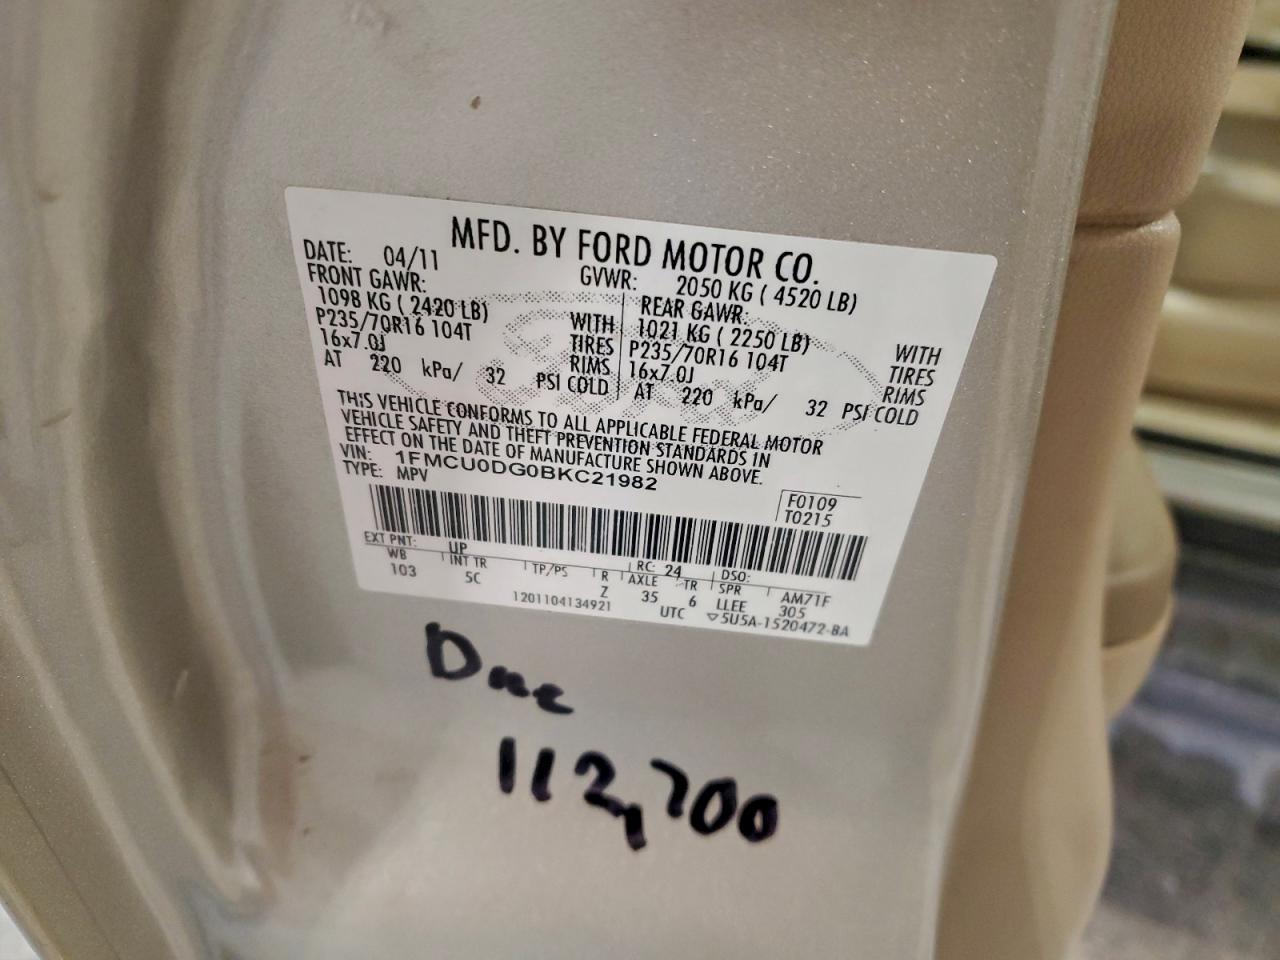 MFD. BY FORD MOTOR CO.
DATE: 04/11 GVWR: 2050 KG ( 4520 LB)
FRONT GAWR: REAR GAWR:
1098 KG ( 2420 LB) WITH 1021 KG ( 2250 LB) WITH
P235/70R16 104T TIRES P235/70R16 104T TIRES
16x7.0J RIMS 16x7.0J RIMS
AT 220 kPa/ 32 PSI COLD AT 220 kPa/ 32 PSI COLD
THIS VEHICLE CONFORMS TO ALL APPLICABLE FEDERAL MOTOR
VEHICLE SAFETY AND THEFT PREVENTION STANDARDS IN
EFFECT ON THE DATE OF MANUFACTURE SHOWN ABOVE.
VIN: 1FMCU0DG0BKC21982
TYPE: MPV
F0109
T0215
EXT PNT: UP RC: 24 DSO:
WB INT TR TP/PS R AXLE TR SPR AM71F
103 5C Z 35 6 LLEE 305
1201104134921 UTC ▽5U5A-1520472-BA
Due
112,700